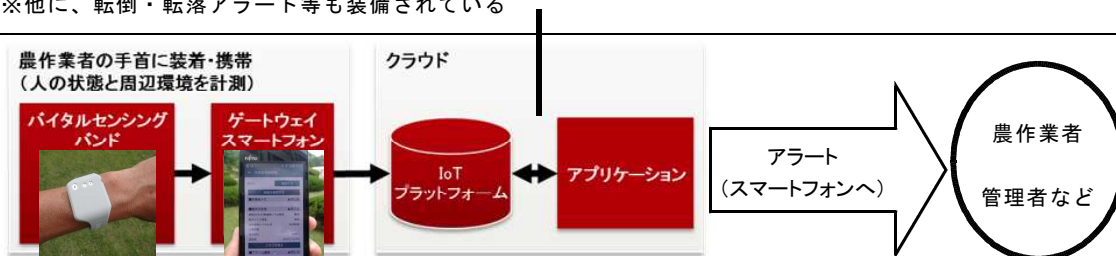 ※他に、転倒・転落アラート等も装備されている
農作業者の手首に装着・携帯
（人の状態と周辺環境を計測）
クラウド
バイタルセンシング
バンド
ゲートウェイ
スマートフォン
IoT
プラットフォーム
アプリケーション
アラート
（スマートフォンへ）
農作業者
管理者など